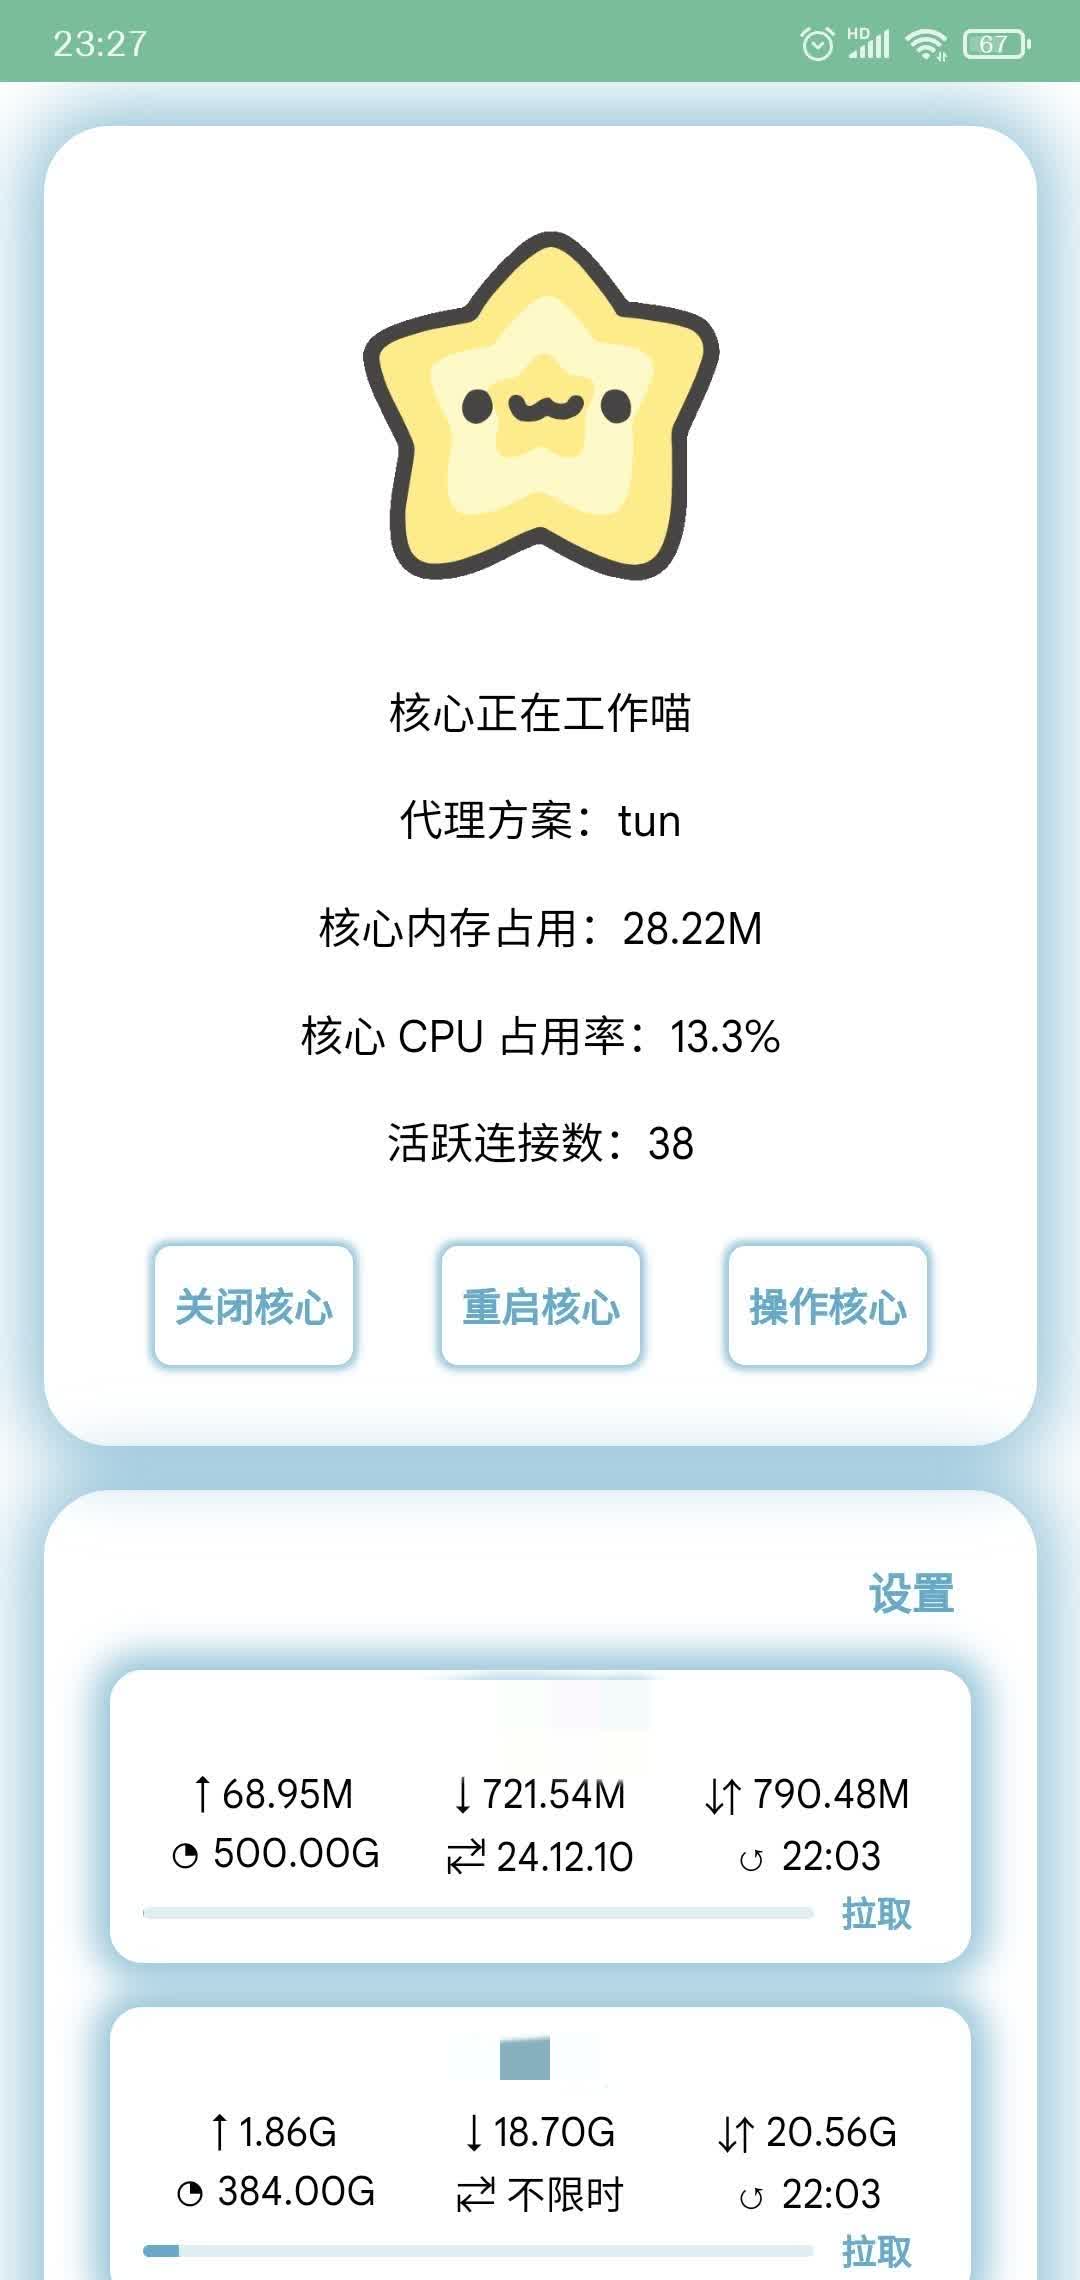 23:27 HD 67
核心正在工作喵
代理方案：tun
核心内存占用：28.22M
核心 CPU 占用率：13.3%
活跃连接数：38
关闭核心 重启核心 操作核心
设置
↑ 68.95M ↓ 721.54M ↓↑ 790.48M
500.00G 24.12.10 22:03
拉取
↑ 1.86G ↓ 18.70G ↓↑ 20.56G
384.00G 不限时 22:03
拉取